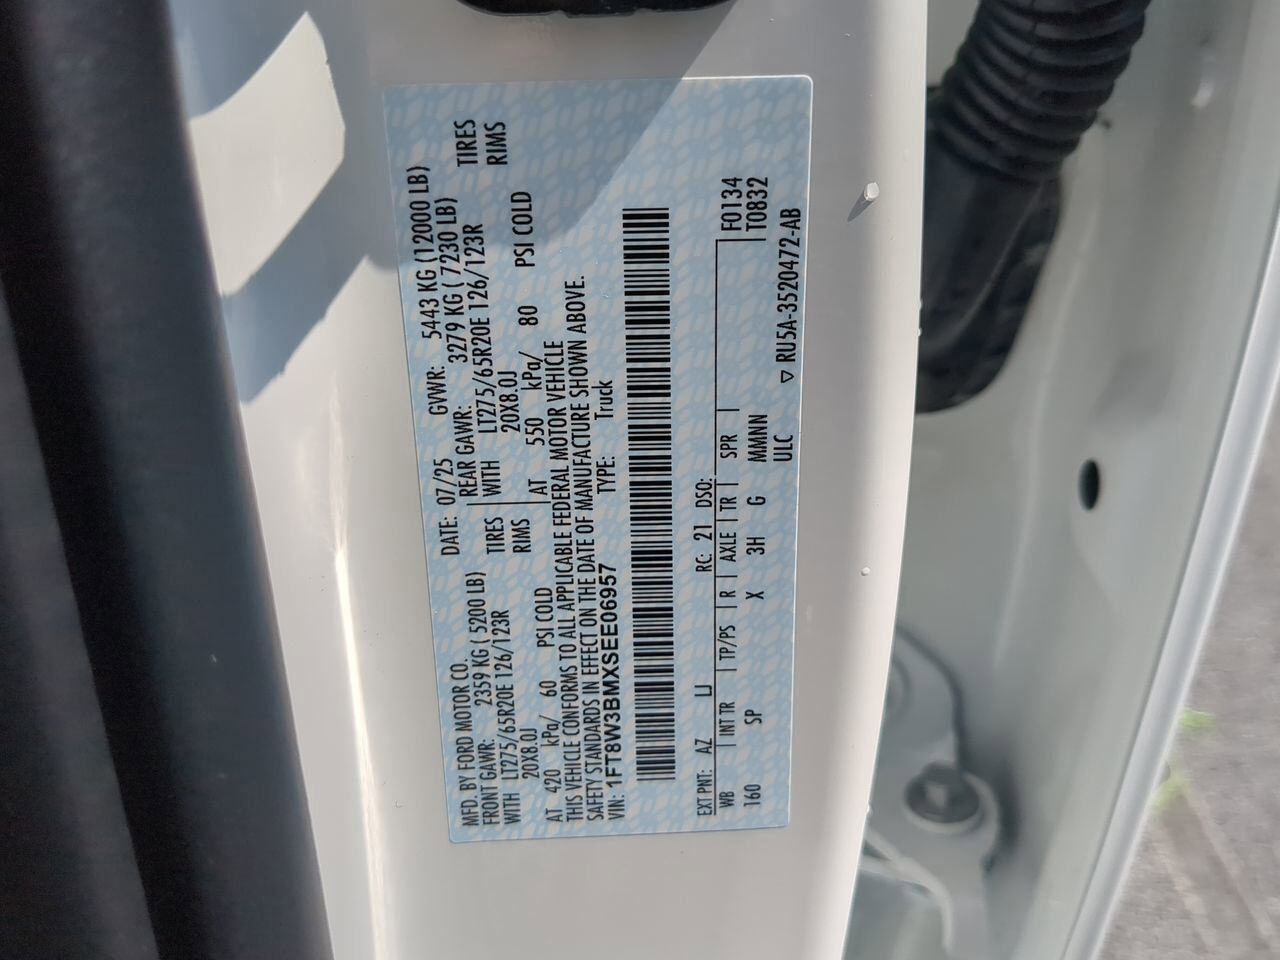 MFD. BY FORD MOTOR CO.
DATE: 07/25 GVWR: 5443 KG (12000 LB)
FRONT GAWR: 2359 KG ( 5200 LB) REAR GAWR: 3279 KG ( 7230 LB)
WITH LT275/65R20E 126/123R TIRES WITH LT275/65R20E 126/123R TIRES
20X8.0J RIMS 20X8.0J RIMS
AT 420 kPa/ 60 PSI COLD AT 550 kPa/ 80 PSI COLD
THIS VEHICLE CONFORMS TO ALL APPLICABLE FEDERAL MOTOR VEHICLE
SAFETY STANDARDS IN EFFECT ON THE DATE OF MANUFACTURE SHOWN ABOVE.
VIN: 1FT8W3BMXSEE06957 TYPE: Truck
EXT PNT: AZ LJ RC: 21 DSO: F0134
WB INT TR TP/PS R AXLE TR SPR T0832
160 SP X 3H G MMNN
ULC ▽ RU5A-3520472-AB